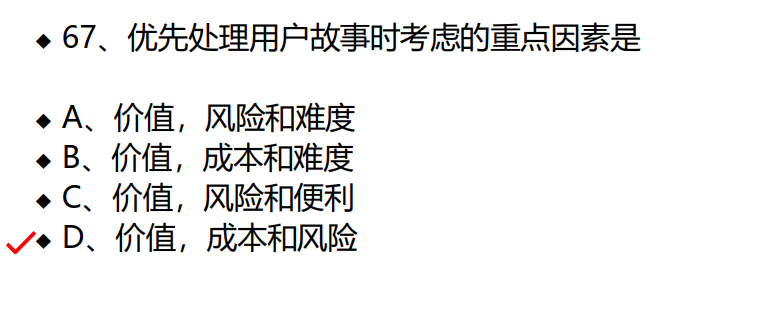 ◆ 67、优先处理用户故事时考虑的重点因素是
◆ A、价值，风险和难度
◆ B、价值，成本和难度
◆ C、价值，风险和便利
◆ D、价值，成本和风险